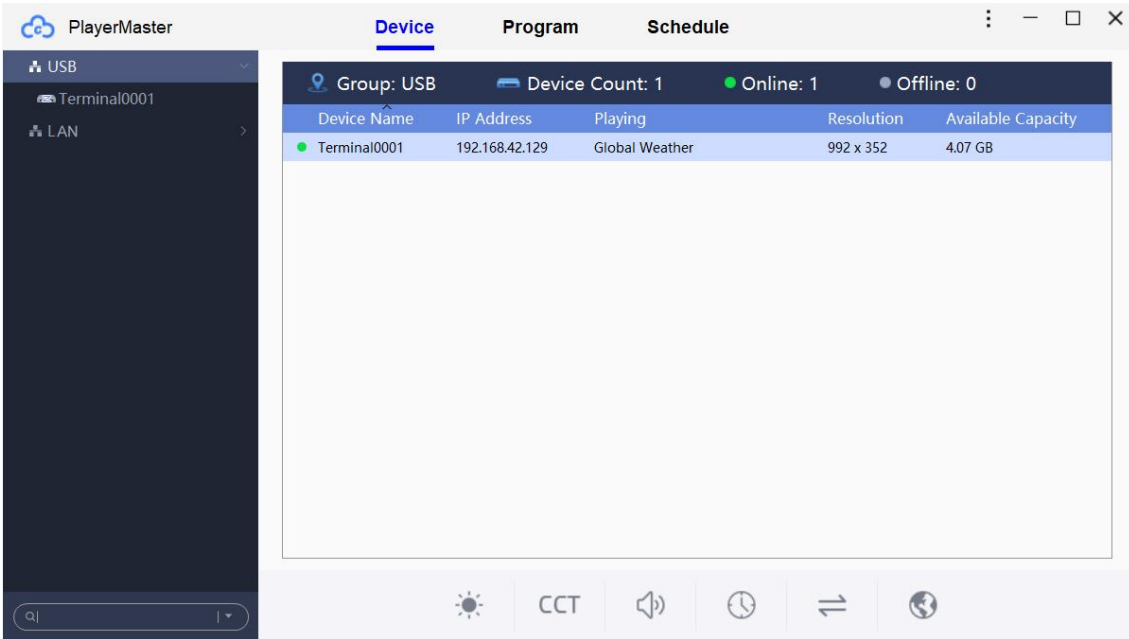 PlayerMaster
Device Program Schedule
USB
Terminal0001
LAN
Group: USB Device Count: 1 Online: 1 Offline: 0
Device Name IP Address Playing Resolution Available Capacity
Terminal0001 192.168.42.129 Global Weather 992 x 352 4.07 GB
CCT